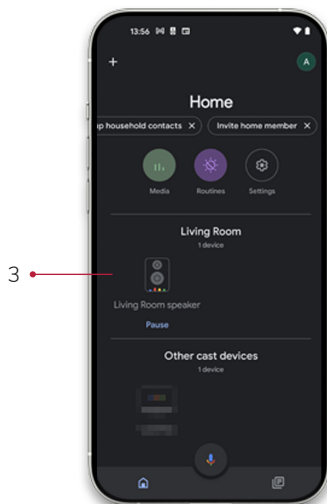 13:56
A
Home
up household contacts X
Invite home member X
Media
Routines
Settings
Living Room
1 device
3
Living Room speaker
Pause
Other cast devices
1 device